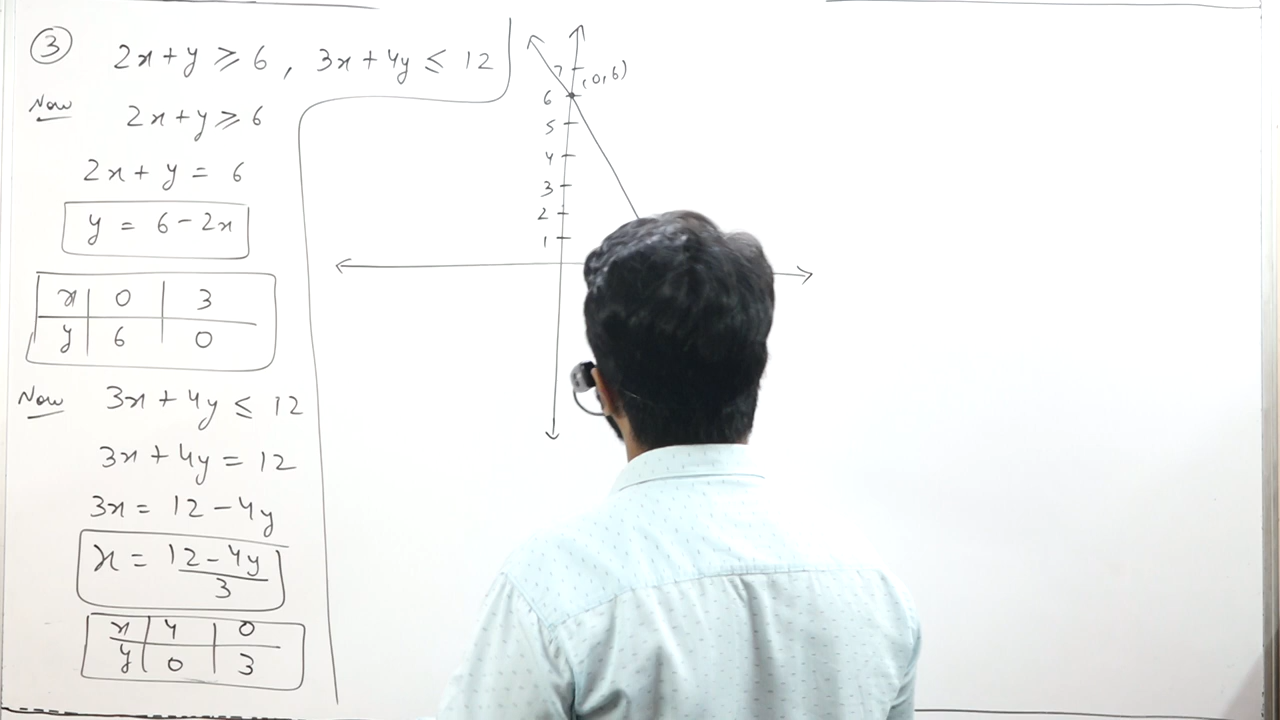 ③ 2x+y ⩾ 6, 3x+4y ⩽ 12
Now 2x+y ⩾ 6
2x+y = 6
y = 6-2x
x | 0 | 3
y | 6 | 0
Now 3x+4y ⩽ 12
3x+4y = 12
3x = 12-4y
x = 12-4y/3
x | 4 | 0
y | 0 | 3
7
(0,6)
6
5
4
3
2
1